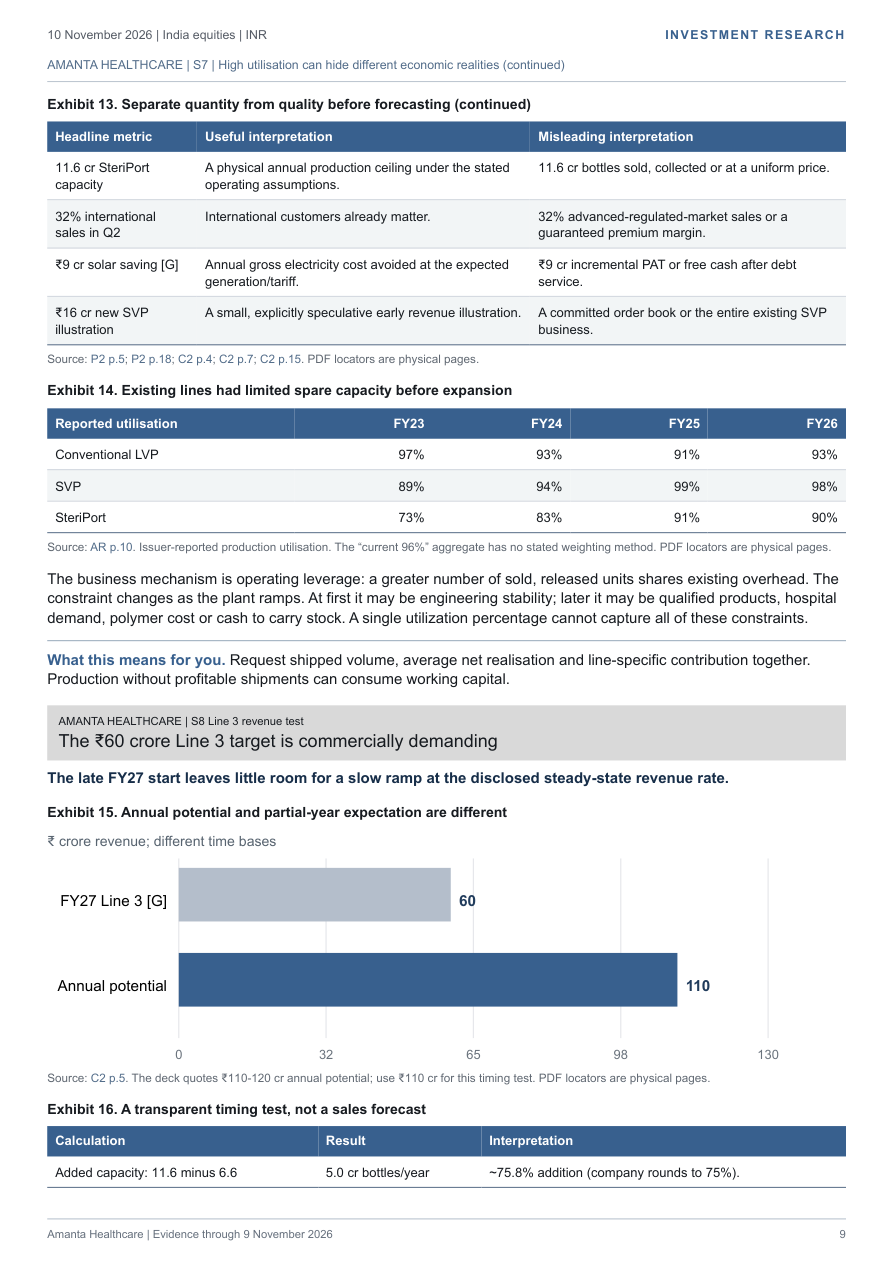 10 November 2026 | India equities | INR
INVESTMENT RESEARCH
AMANTA HEALTHCARE | S7 | High utilisation can hide different economic realities (continued)
Exhibit 13. Separate quantity from quality before forecasting (continued)
Headline metric Useful interpretation Misleading interpretation
11.6 cr SteriPort capacity
A physical annual production ceiling under the stated operating assumptions.
11.6 cr bottles sold, collected or at a uniform price.
32% international sales in Q2
International customers already matter.
32% advanced-regulated-market sales or a guaranteed premium margin.
₹9 cr solar saving [G]
Annual gross electricity cost avoided at the expected generation/tariff.
₹9 cr incremental PAT or free cash after debt service.
₹16 cr new SVP illustration
A small, explicitly speculative early revenue illustration.
A committed order book or the entire existing SVP business.
Source: P2 p.5; P2 p.18; C2 p.4; C2 p.7; C2 p.15. PDF locators are physical pages.
Exhibit 14. Existing lines had limited spare capacity before expansion
Reported utilisation FY23 FY24 FY25 FY26
Conventional LVP 97% 93% 91% 93%
SVP 89% 94% 99% 98%
SteriPort 73% 83% 91% 90%
Source: AR p.10. Issuer-reported production utilisation. The “current 96%” aggregate has no stated weighting method. PDF locators are physical pages.
The business mechanism is operating leverage: a greater number of sold, released units shares existing overhead. The
constraint changes as the plant ramps. At first it may be engineering stability; later it may be qualified products, hospital
demand, polymer cost or cash to carry stock. A single utilization percentage cannot capture all of these constraints.
What this means for you. Request shipped volume, average net realisation and line-specific contribution together.
Production without profitable shipments can consume working capital.
AMANTA HEALTHCARE | S8 Line 3 revenue test
The ₹60 crore Line 3 target is commercially demanding
The late FY27 start leaves little room for a slow ramp at the disclosed steady-state revenue rate.
Exhibit 15. Annual potential and partial-year expectation are different
₹ crore revenue; different time bases
FY27 Line 3 [G] 60
Annual potential 110
0 32 65 98 130
Source: C2 p.5. The deck quotes ₹110-120 cr annual potential; use ₹110 cr for this timing test. PDF locators are physical pages.
Exhibit 16. A transparent timing test, not a sales forecast
Calculation Result Interpretation
Added capacity: 11.6 minus 6.6 5.0 cr bottles/year ~75.8% addition (company rounds to 75%).
Amanta Healthcare | Evidence through 9 November 2026
9